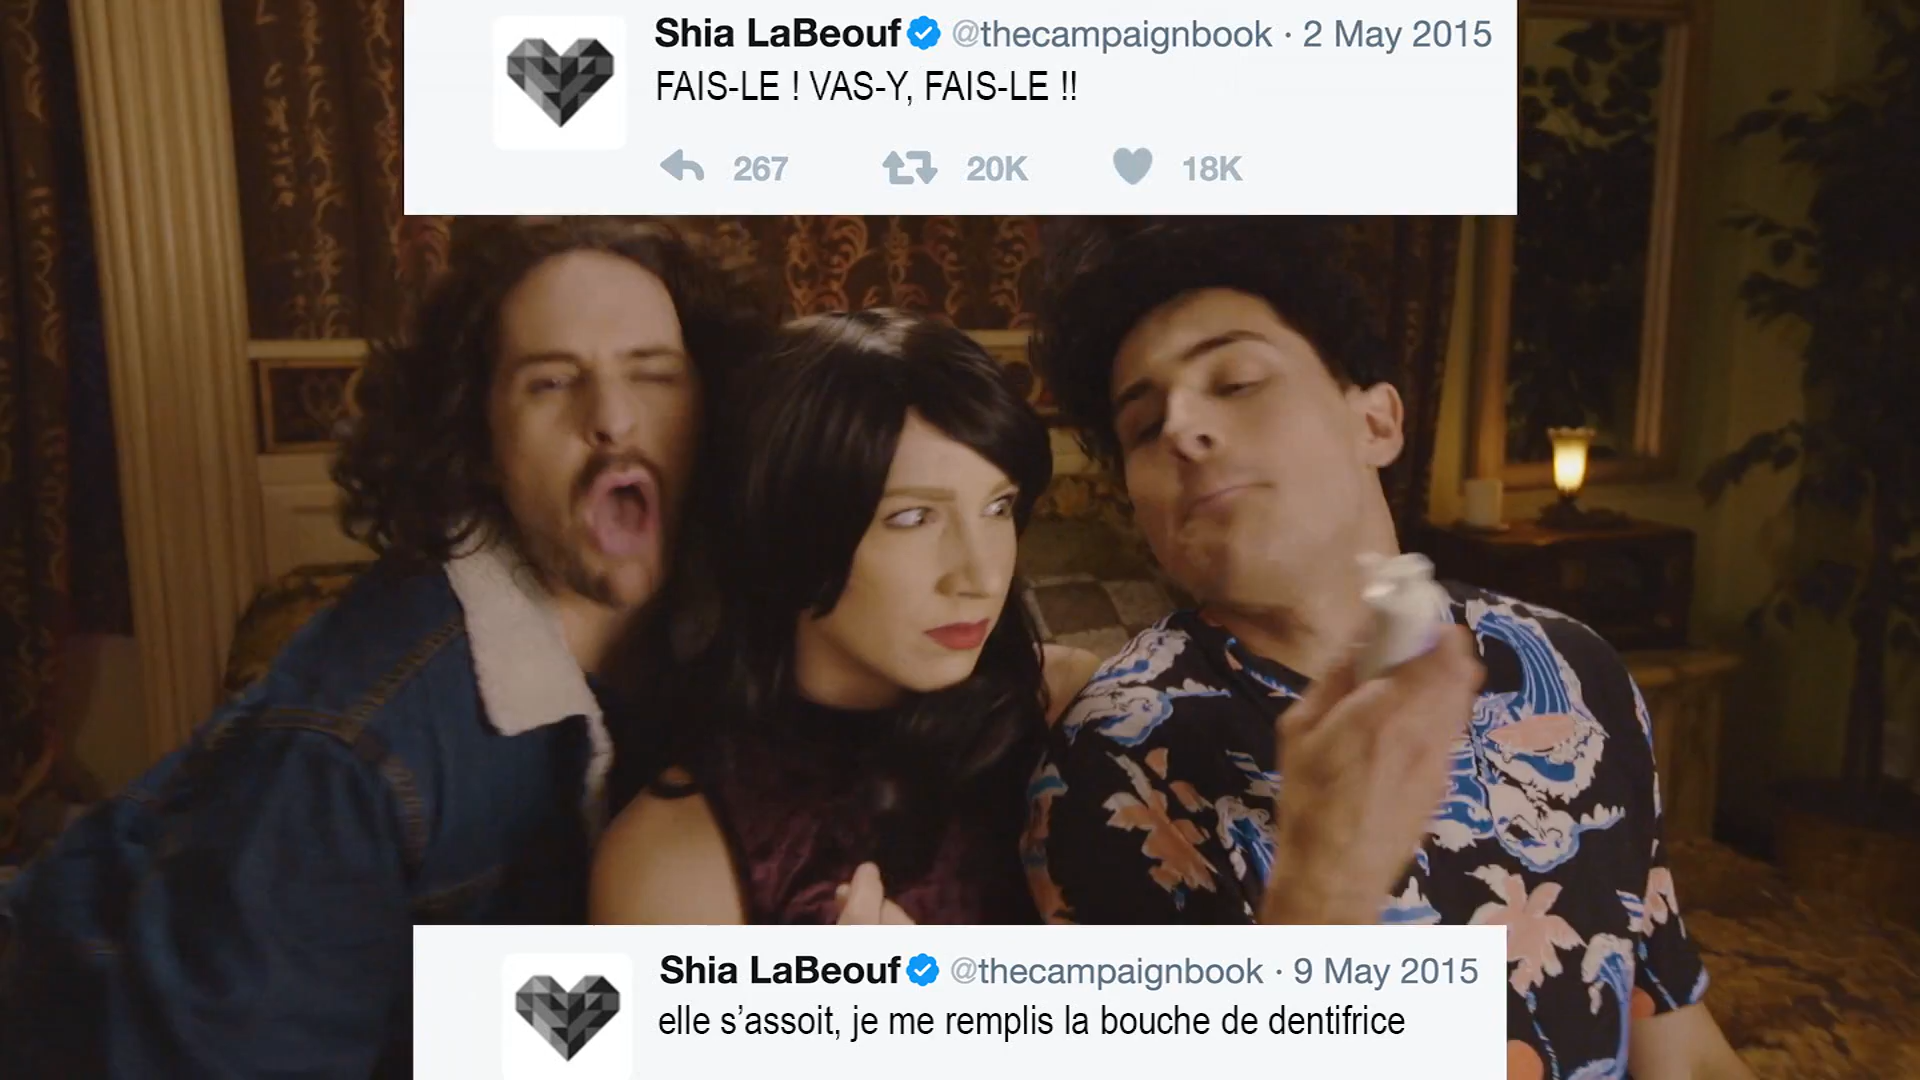 Shia LaBeouf @thecampaignbook · 2 May 2015
FAIS-LE ! VAS-Y, FAIS-LE !!
267 20K 18K
Shia LaBeouf @thecampaignbook · 9 May 2015
elle s’assoit, je me remplis la bouche de dentifrice